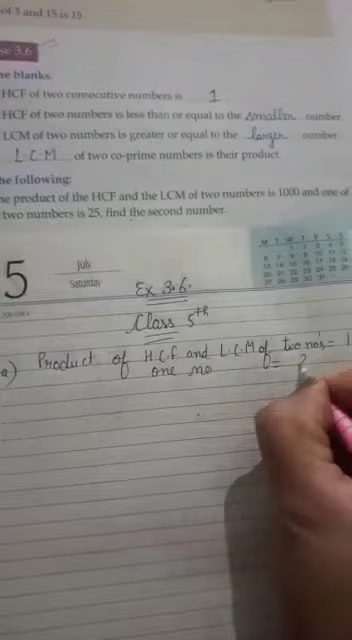 of 5 and 15 is 15
se 3.6
he blanks.
HCF of two consecutive numbers is 1
HCF of two numbers is less than or equal to the smaller number.
LCM of two numbers is greater or equal to the larger number.
L.C.M of two co-prime numbers is their product.
he following:
he product of the HCF and the LCM of two numbers is 1000 and one of
two numbers is 25, find the second number.
5
July
Saturday
M T W T F S S
Ex 3.6.
Class 5th
a) Product of H.C.F and L.C.M of two no's = 1
one no = 2